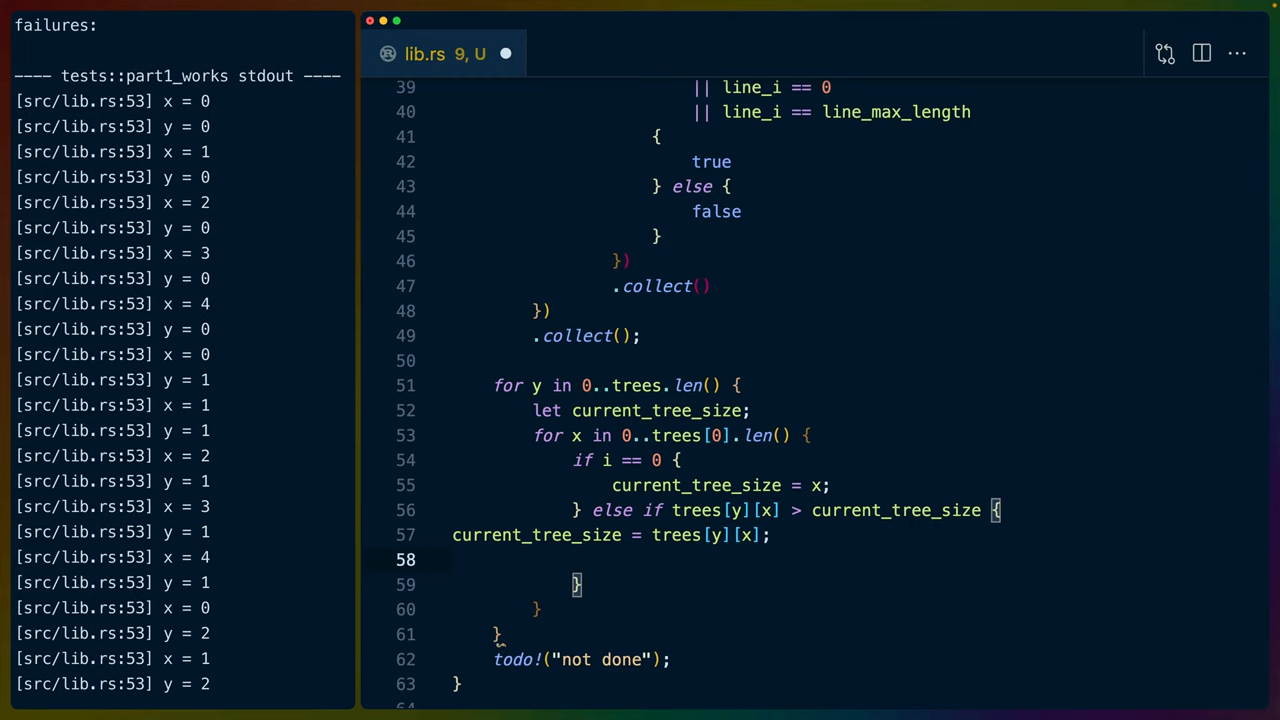 failures:
---- tests::part1_works stdout ----
[src/lib.rs:53] x = 0
[src/lib.rs:53] y = 0
[src/lib.rs:53] x = 1
[src/lib.rs:53] y = 0
[src/lib.rs:53] x = 2
[src/lib.rs:53] y = 0
[src/lib.rs:53] x = 3
[src/lib.rs:53] y = 0
[src/lib.rs:53] x = 4
[src/lib.rs:53] y = 0
[src/lib.rs:53] x = 0
[src/lib.rs:53] y = 1
[src/lib.rs:53] x = 1
[src/lib.rs:53] y = 1
[src/lib.rs:53] x = 2
[src/lib.rs:53] y = 1
[src/lib.rs:53] x = 3
[src/lib.rs:53] y = 1
[src/lib.rs:53] x = 4
[src/lib.rs:53] y = 1
[src/lib.rs:53] x = 0
[src/lib.rs:53] y = 2
[src/lib.rs:53] x = 1
[src/lib.rs:53] y = 2
lib.rs 9, U
39 || line_i == 0
40 || line_i == line_max_length
41 {
42 true
43 } else {
44 false
45 }
46 })
47 .collect()
48 })
49 .collect();
50
51 for y in 0..trees.len() {
52 let current_tree_size;
53 for x in 0..trees[0].len() {
54 if i == 0 {
55 current_tree_size = x;
56 } else if trees[y][x] > current_tree_size {
57 current_tree_size = trees[y][x];
58
59 }
60 }
61 }
62 todo!("not done");
63 }
64